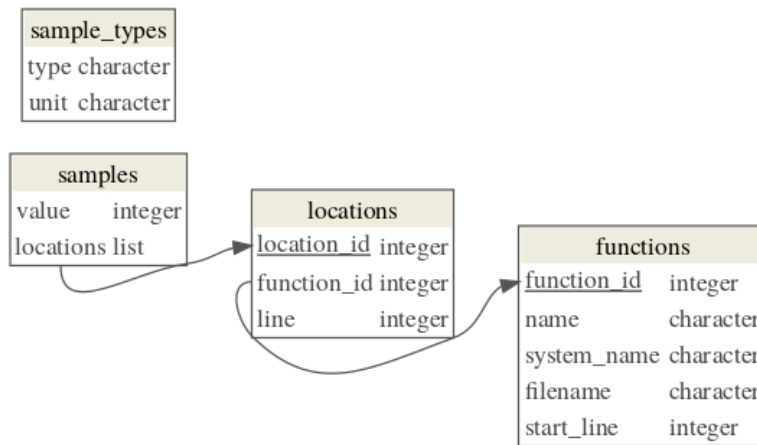 sample_types
type character
unit character
samples
value integer
locations list
locations
location_id integer
function_id integer
line integer
functions
function_id integer
name character
system_name character
filename character
start_line integer